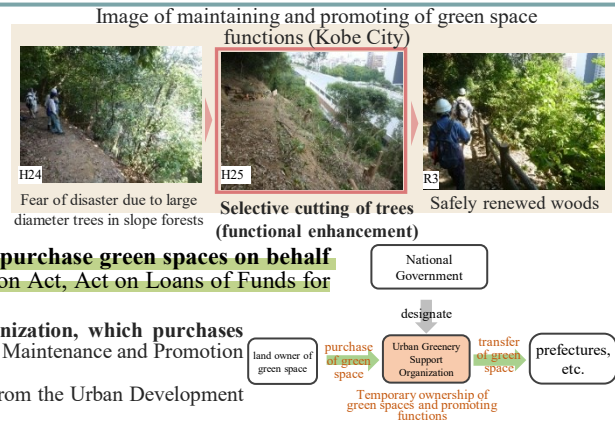 Image of maintaining and promoting of green space
functions (Kobe City)
H24
H25
R3
Fear of disaster due to large
diameter trees in slope forests
Selective cutting of trees
(functional enhancement)
Safely renewed woods
purchase green spaces on behalf
on Act, Act on Loans of Funds for
nization, which purchases
Maintenance and Promotion
rom the Urban Development
National
Government
designate
land owner of
green space
purchase
of green
space
Urban Greenery
Support
Organization
transfer
of green
space
prefectures,
etc.
Temporary ownership of
green spaces and promoting
functions